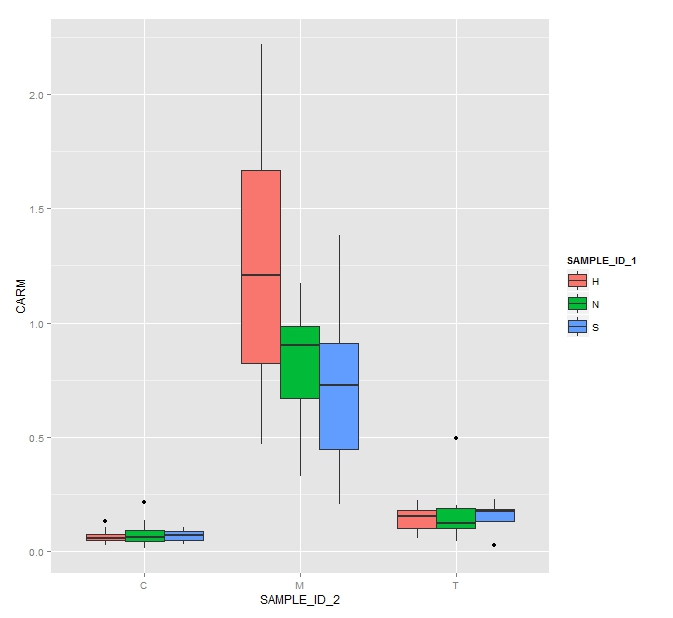 2.0
1.5
1.0
0.5
0.0
CARM
C
M
T
SAMPLE_ID_2
SAMPLE_ID_1
H
N
S